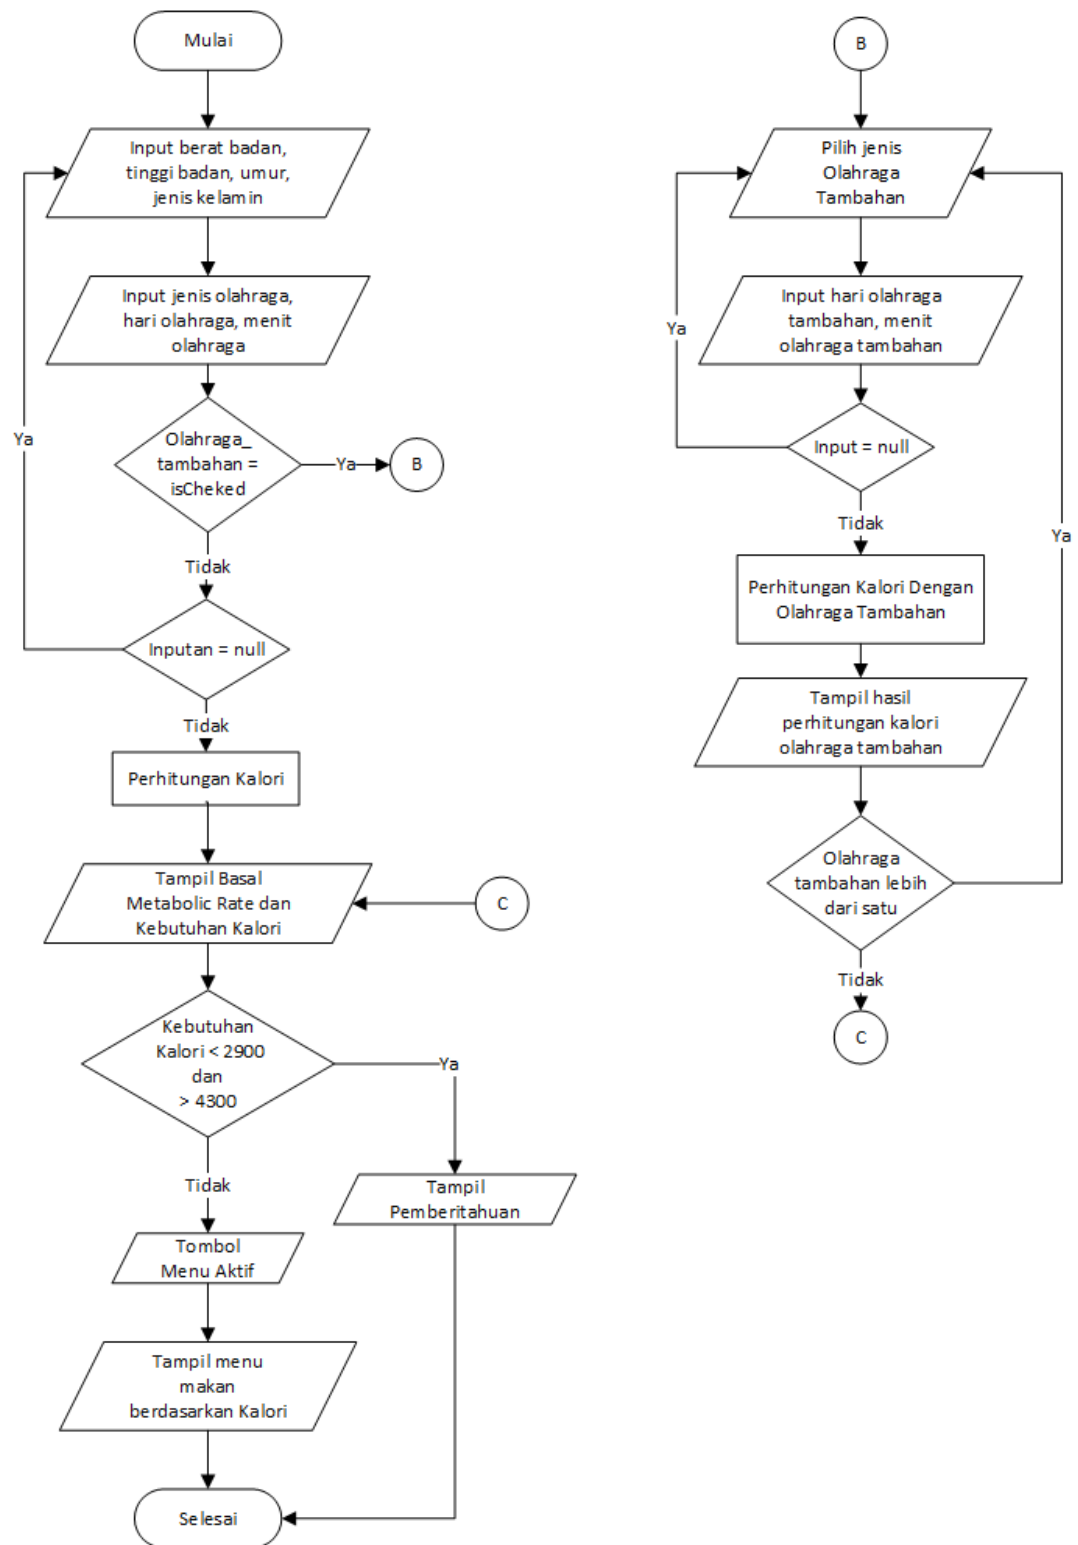 Mulai
Input berat badan,
tinggi badan, umur,
jenis kelamin
Input jenis olahraga,
hari olahraga, menit
olahraga
Ya
Olahraga_
tambahan =
isCheked
Ya
B
Tidak
Inputan = null
Tidak
Perhitungan Kalori
Tampil Basal
Metabolic Rate dan
Kebutuhan Kalori
C
Kebutuhan
Kalori < 2900
dan
> 4300
Ya
Tidak
Tampil
Pemberitahuan
Tombol
Menu Aktif
Tampil menu
makan
berdasarkan Kalori
Selesai
B
Pilih jenis
Olahraga
Tambahan
Input hari olahraga
tambahan, menit
olahraga tambahan
Ya
Input = null
Tidak
Ya
Perhitungan Kalori Dengan
Olahraga Tambahan
Tampil hasil
perhitungan kalori
olahraga tambahan
Olahraga
tambahan lebih
dari satu
Tidak
C